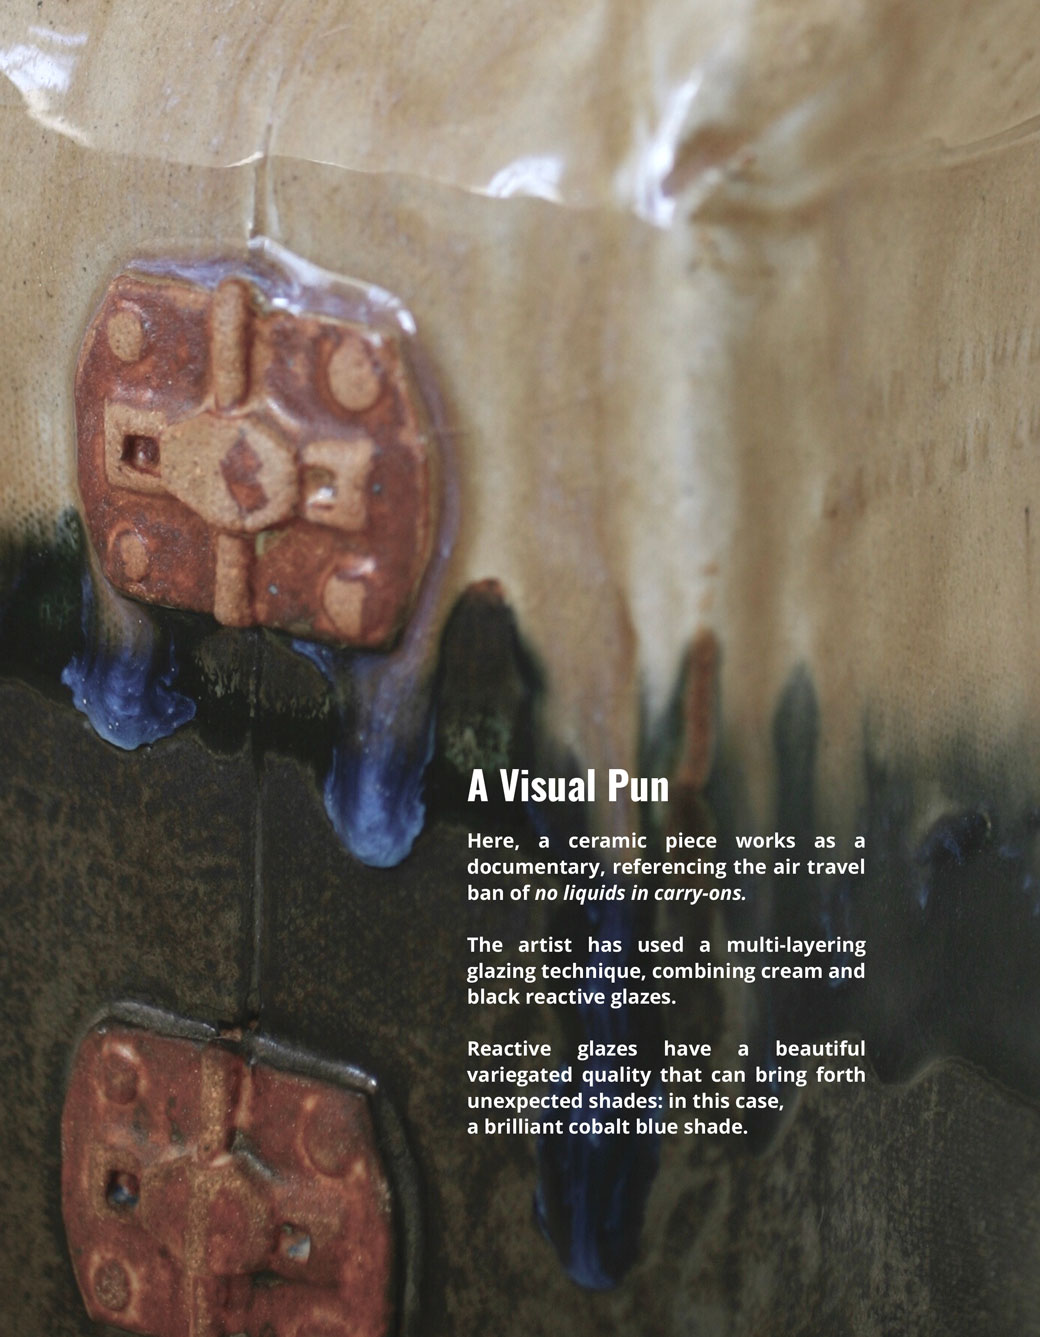 A Visual Pun
Here, a ceramic piece works as a
documentary, referencing the air travel
ban of no liquids in carry-ons.
The artist has used a multi-layering
glazing technique, combining cream and
black reactive glazes.
Reactive glazes have a beautiful
variegated quality that can bring forth
unexpected shades: in this case,
a brilliant cobalt blue shade.